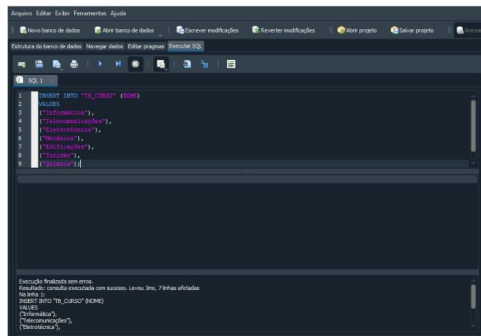 Arquivo Editar Exibir Ferramentas Ajuda
Novo banco de dados Abrir banco de dados Escrever modificações Reverter modificações Abrir projeto Salvar projeto
Estrutura do banco de dados Navegar dados Editar pragmas Executar SQL
SQL 1
1 INSERT INTO "TB_CURSO" (NOME)
2 VALUES
3 ("Informática"),
4 ("Telecomunicações"),
5 ("Eletrotécnica"),
6 ("Mecânica"),
7 ("Edificações"),
8 ("Turismo"),
9 ("Química");
Execução finalizada sem erros.
Resultado: consulta executada com sucesso. Levou 3ms, 7 linhas afetadas
Na linha 1:
INSERT INTO "TB_CURSO" (NOME)
VALUES
("Informática"),
("Telecomunicações"),
("Eletrotécnica"),